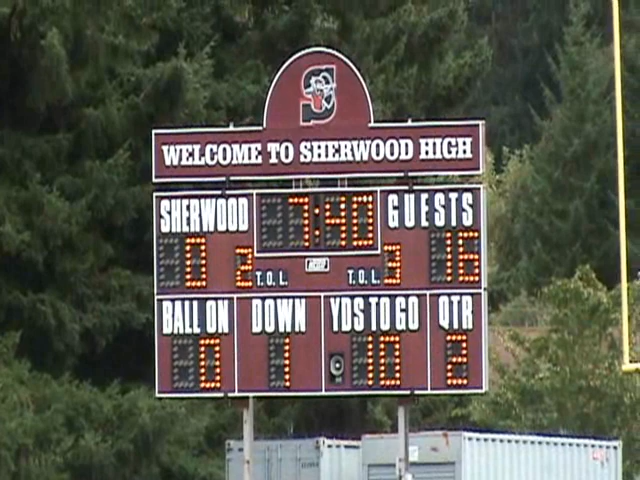 S
WELCOME TO SHERWOOD HIGH
SHERWOOD 7:40 GUESTS
0 2 T.O.L. T.O.L. 3 16
BALL ON DOWN YDS TO GO QTR
0 1 10 2